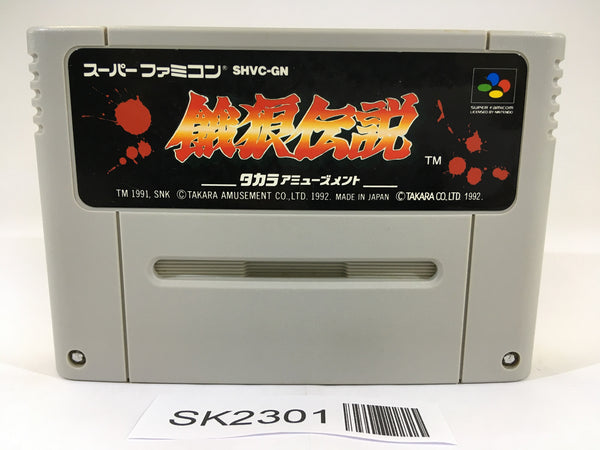 スーパーファミコン® SHVC-GN
餓狼伝説
TM
SUPER FAMICOM
LICENSED BY NINTENDO
タカラアミューズメント
TM 1991, SNK ©TAKARA AMUSEMENT CO., LTD. 1992. MADE IN JAPAN ©TAKARA CO., LTD. 1992.
SK2301